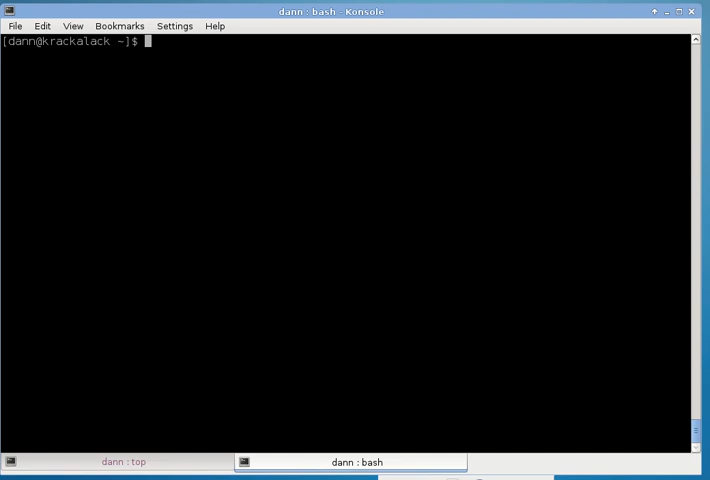 dann : bash - Konsole
File Edit View Bookmarks Settings Help
[dann@krackalack ~]$
dann : top dann : bash